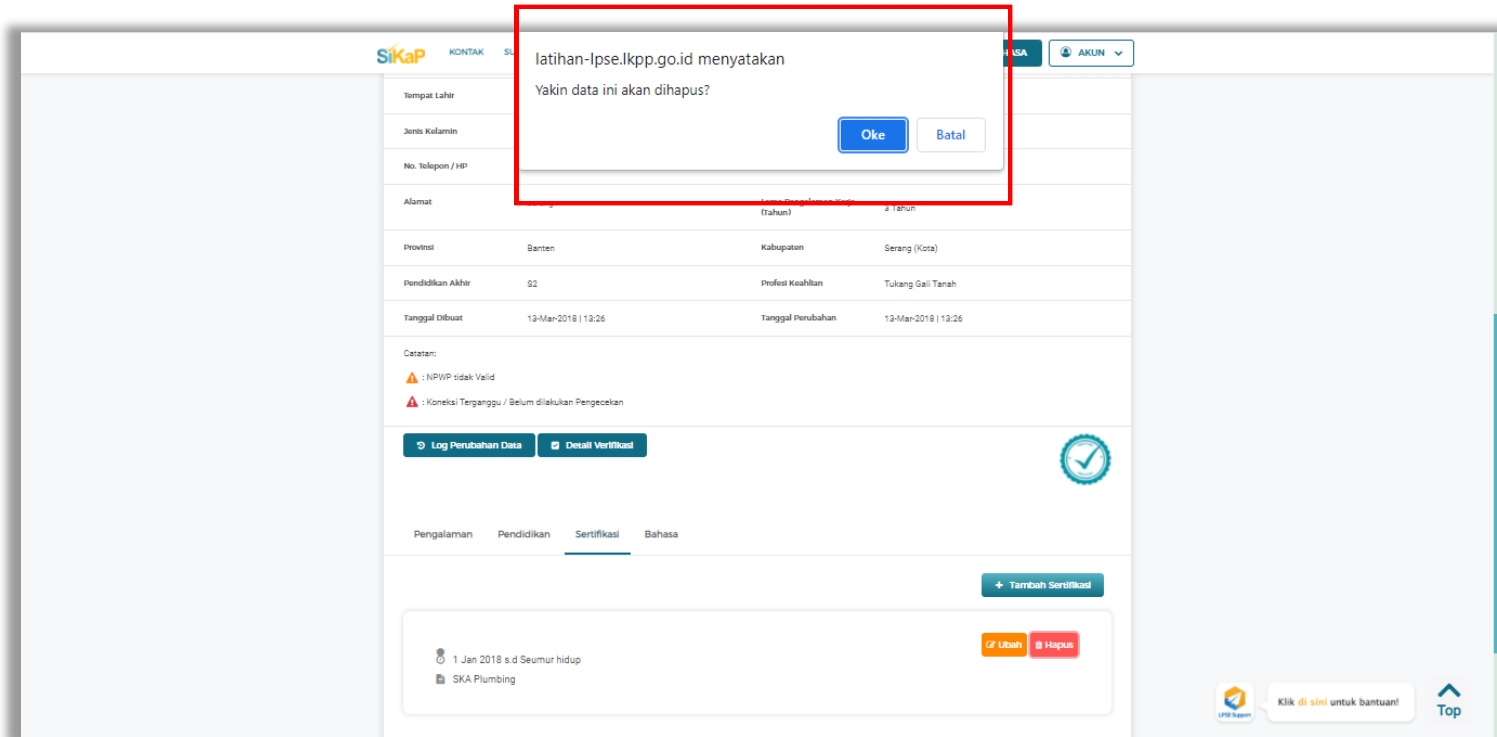 SiKaP KONTAK AKUN
latihan-lpse.lkpp.go.id menyatakan
Yakin data ini akan dihapus?
Oke Batal
Tempat Lahir
Jenis Kelamin
No. Telepon / HP
Alamat (Tahun) 3 Tahun
Provinsi Banten Kabupaten Serang (Kota)
Pendidikan Akhir S2 Profesi Keahlian Tukang Gali Tanah
Tanggal Dibuat 13-Mar-2018 | 13:26 Tanggal Perubahan 13-Mar-2018 | 13:26
Catatan:
: NPWP tidak Valid
: Koneksi Terganggu / Belum dilakukan Pengecekan
Log Perubahan Data Detail Verifikasi
Pengalaman Pendidikan Sertifikasi Bahasa
+ Tambah Sertifikasi
Ubah Hapus
1 Jan 2018 s.d Seumur hidup
SKA Plumbing
LPSE Support Klik di sini untuk bantuan! Top